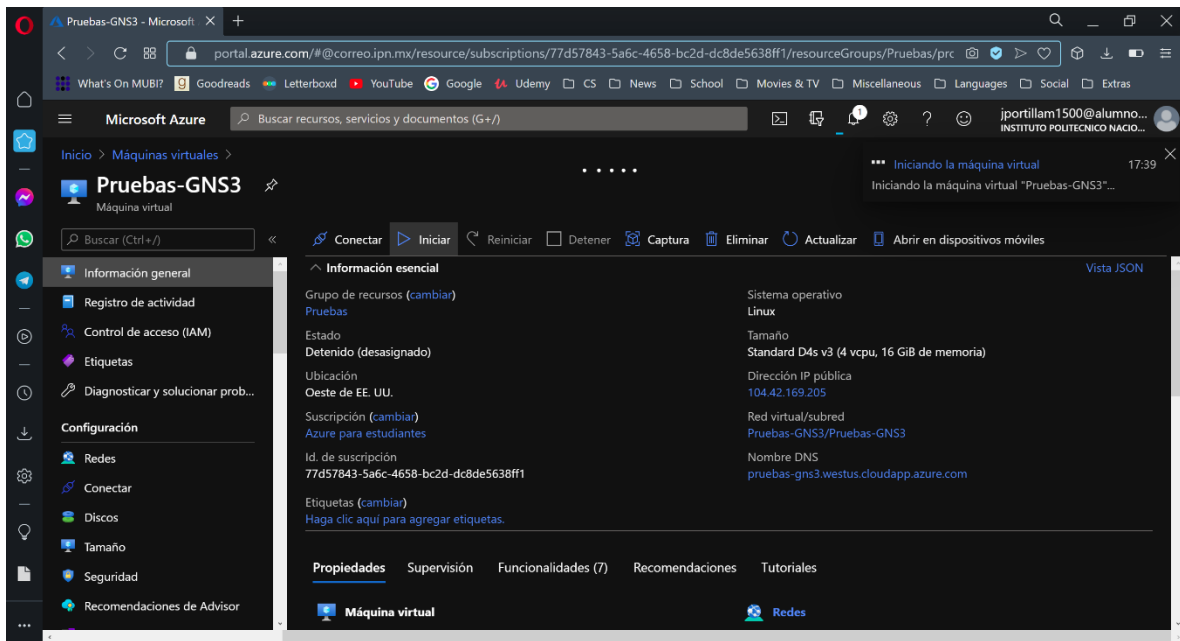 Pruebas-GNS3 - Microsoft
portal.azure.com/#@correo.ipn.mx/resource/subscriptions/77d57843-5a6c-4658-bc2d-dc8de5638ff1/resourceGroups/Pruebas/prc
What's On MUBI? Goodreads Letterboxd YouTube Google Udemy CS News School Movies & TV Miscellaneous Languages Social Extras
Microsoft Azure
Buscar recursos, servicios y documentos (G+/)
1
jportillam1500@alumno...
INSTITUTO POLITECNICO NACIO...
Inicio > Máquinas virtuales >
Pruebas-GNS3
Máquina virtual
Iniciando la máquina virtual 17:39
Iniciando la máquina virtual "Pruebas-GNS3"...
Buscar (Ctrl+/)
Conectar Iniciar Reiniciar Detener Captura Eliminar Actualizar Abrir en dispositivos móviles
Información general
Registro de actividad
Control de acceso (IAM)
Etiquetas
Diagnosticar y solucionar prob...
Configuración
Redes
Conectar
Discos
Tamaño
Seguridad
Recomendaciones de Advisor
Información esencial
Vista JSON
Grupo de recursos (cambiar)
Pruebas
Estado
Detenido (desasignado)
Ubicación
Oeste de EE. UU.
Suscripción (cambiar)
Azure para estudiantes
Id. de suscripción
77d57843-5a6c-4658-bc2d-dc8de5638ff1
Etiquetas (cambiar)
Haga clic aquí para agregar etiquetas.
Sistema operativo
Linux
Tamaño
Standard D4s v3 (4 vcpu, 16 GiB de memoria)
Dirección IP pública
104.42.169.205
Red virtual/subred
Pruebas-GNS3/Pruebas-GNS3
Nombre DNS
pruebas-gns3.westus.cloudapp.azure.com
Propiedades Supervisión Funcionalidades (7) Recomendaciones Tutoriales
Máquina virtual
Redes